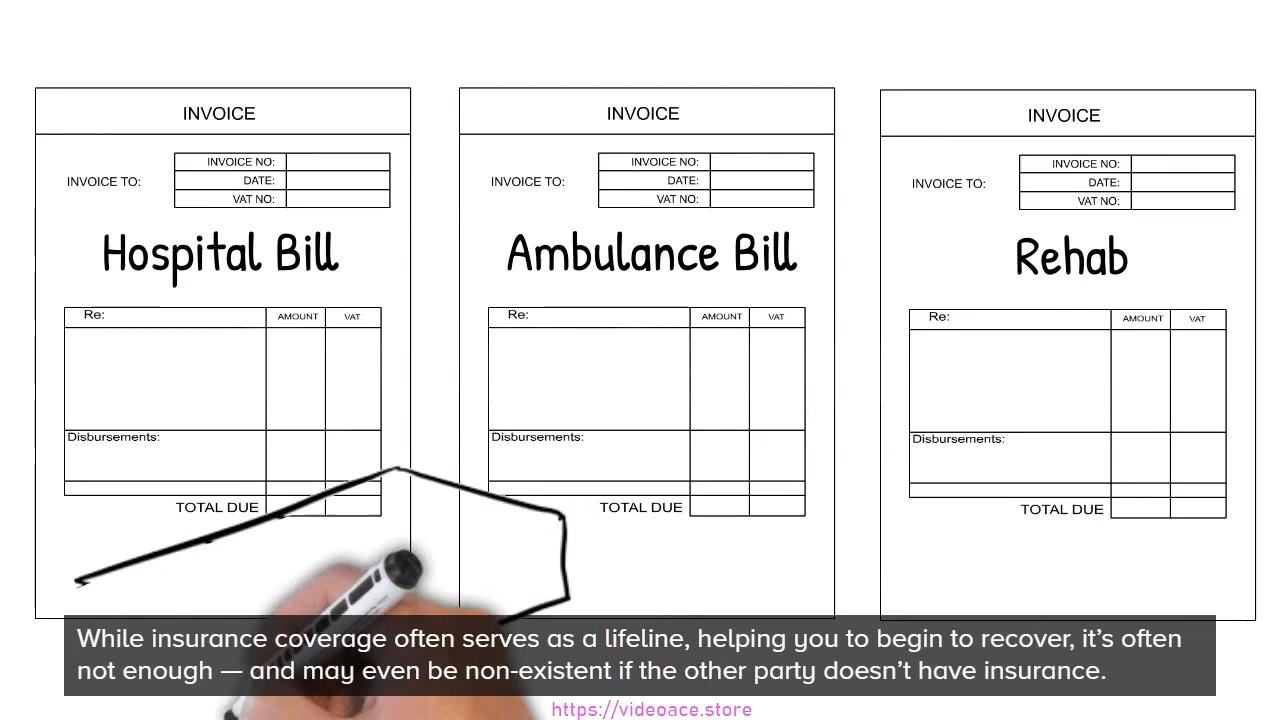 INVOICE
INVOICE TO:
INVOICE NO:
DATE:
VAT NO:
Hospital Bill
Re:
AMOUNT
VAT
Disbursements:
TOTAL DUE
INVOICE
INVOICE TO:
INVOICE NO:
DATE:
VAT NO:
Ambulance Bill
Re:
AMOUNT
VAT
Disbursements:
TOTAL DUE
INVOICE
INVOICE TO:
INVOICE NO:
DATE:
VAT NO:
Rehab
Re:
AMOUNT
VAT
Disbursements:
TOTAL DUE
While insurance coverage often serves as a lifeline, helping you to begin to recover, it’s often
not enough — and may even be non-existent if the other party doesn’t have insurance.
https://videoace.store